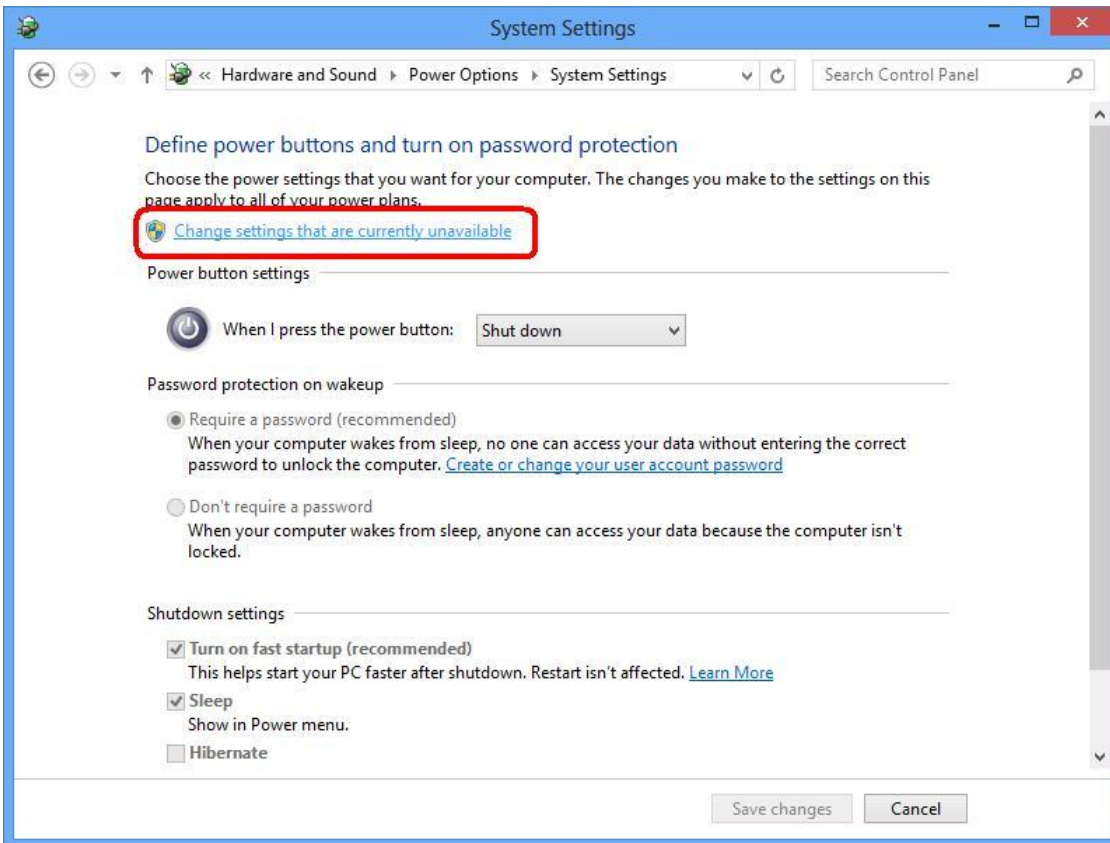 System Settings
« Hardware and Sound ▸ Power Options ▸ System Settings
Search Control Panel
Define power buttons and turn on password protection
Choose the power settings that you want for your computer. The changes you make to the settings on this
page apply to all of your power plans.
Change settings that are currently unavailable
Power button settings
When I press the power button: Shut down
Password protection on wakeup
Require a password (recommended)
When your computer wakes from sleep, no one can access your data without entering the correct
password to unlock the computer. Create or change your user account password
Don't require a password
When your computer wakes from sleep, anyone can access your data because the computer isn't
locked.
Shutdown settings
Turn on fast startup (recommended)
This helps start your PC faster after shutdown. Restart isn't affected. Learn More
Sleep
Show in Power menu.
Hibernate
Save changes Cancel